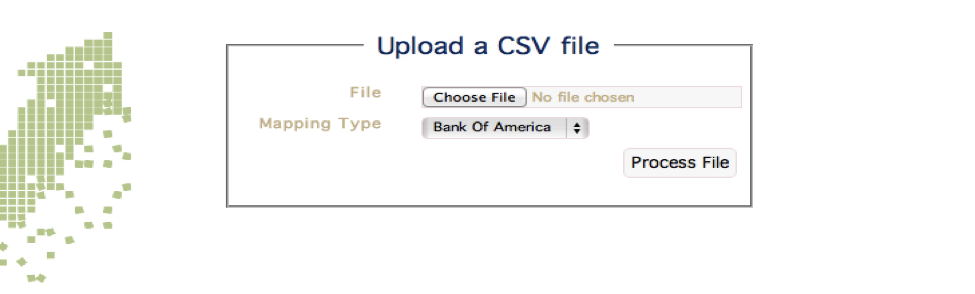 Upload a CSV file
File Choose File No file chosen
Mapping Type Bank Of America
Process File